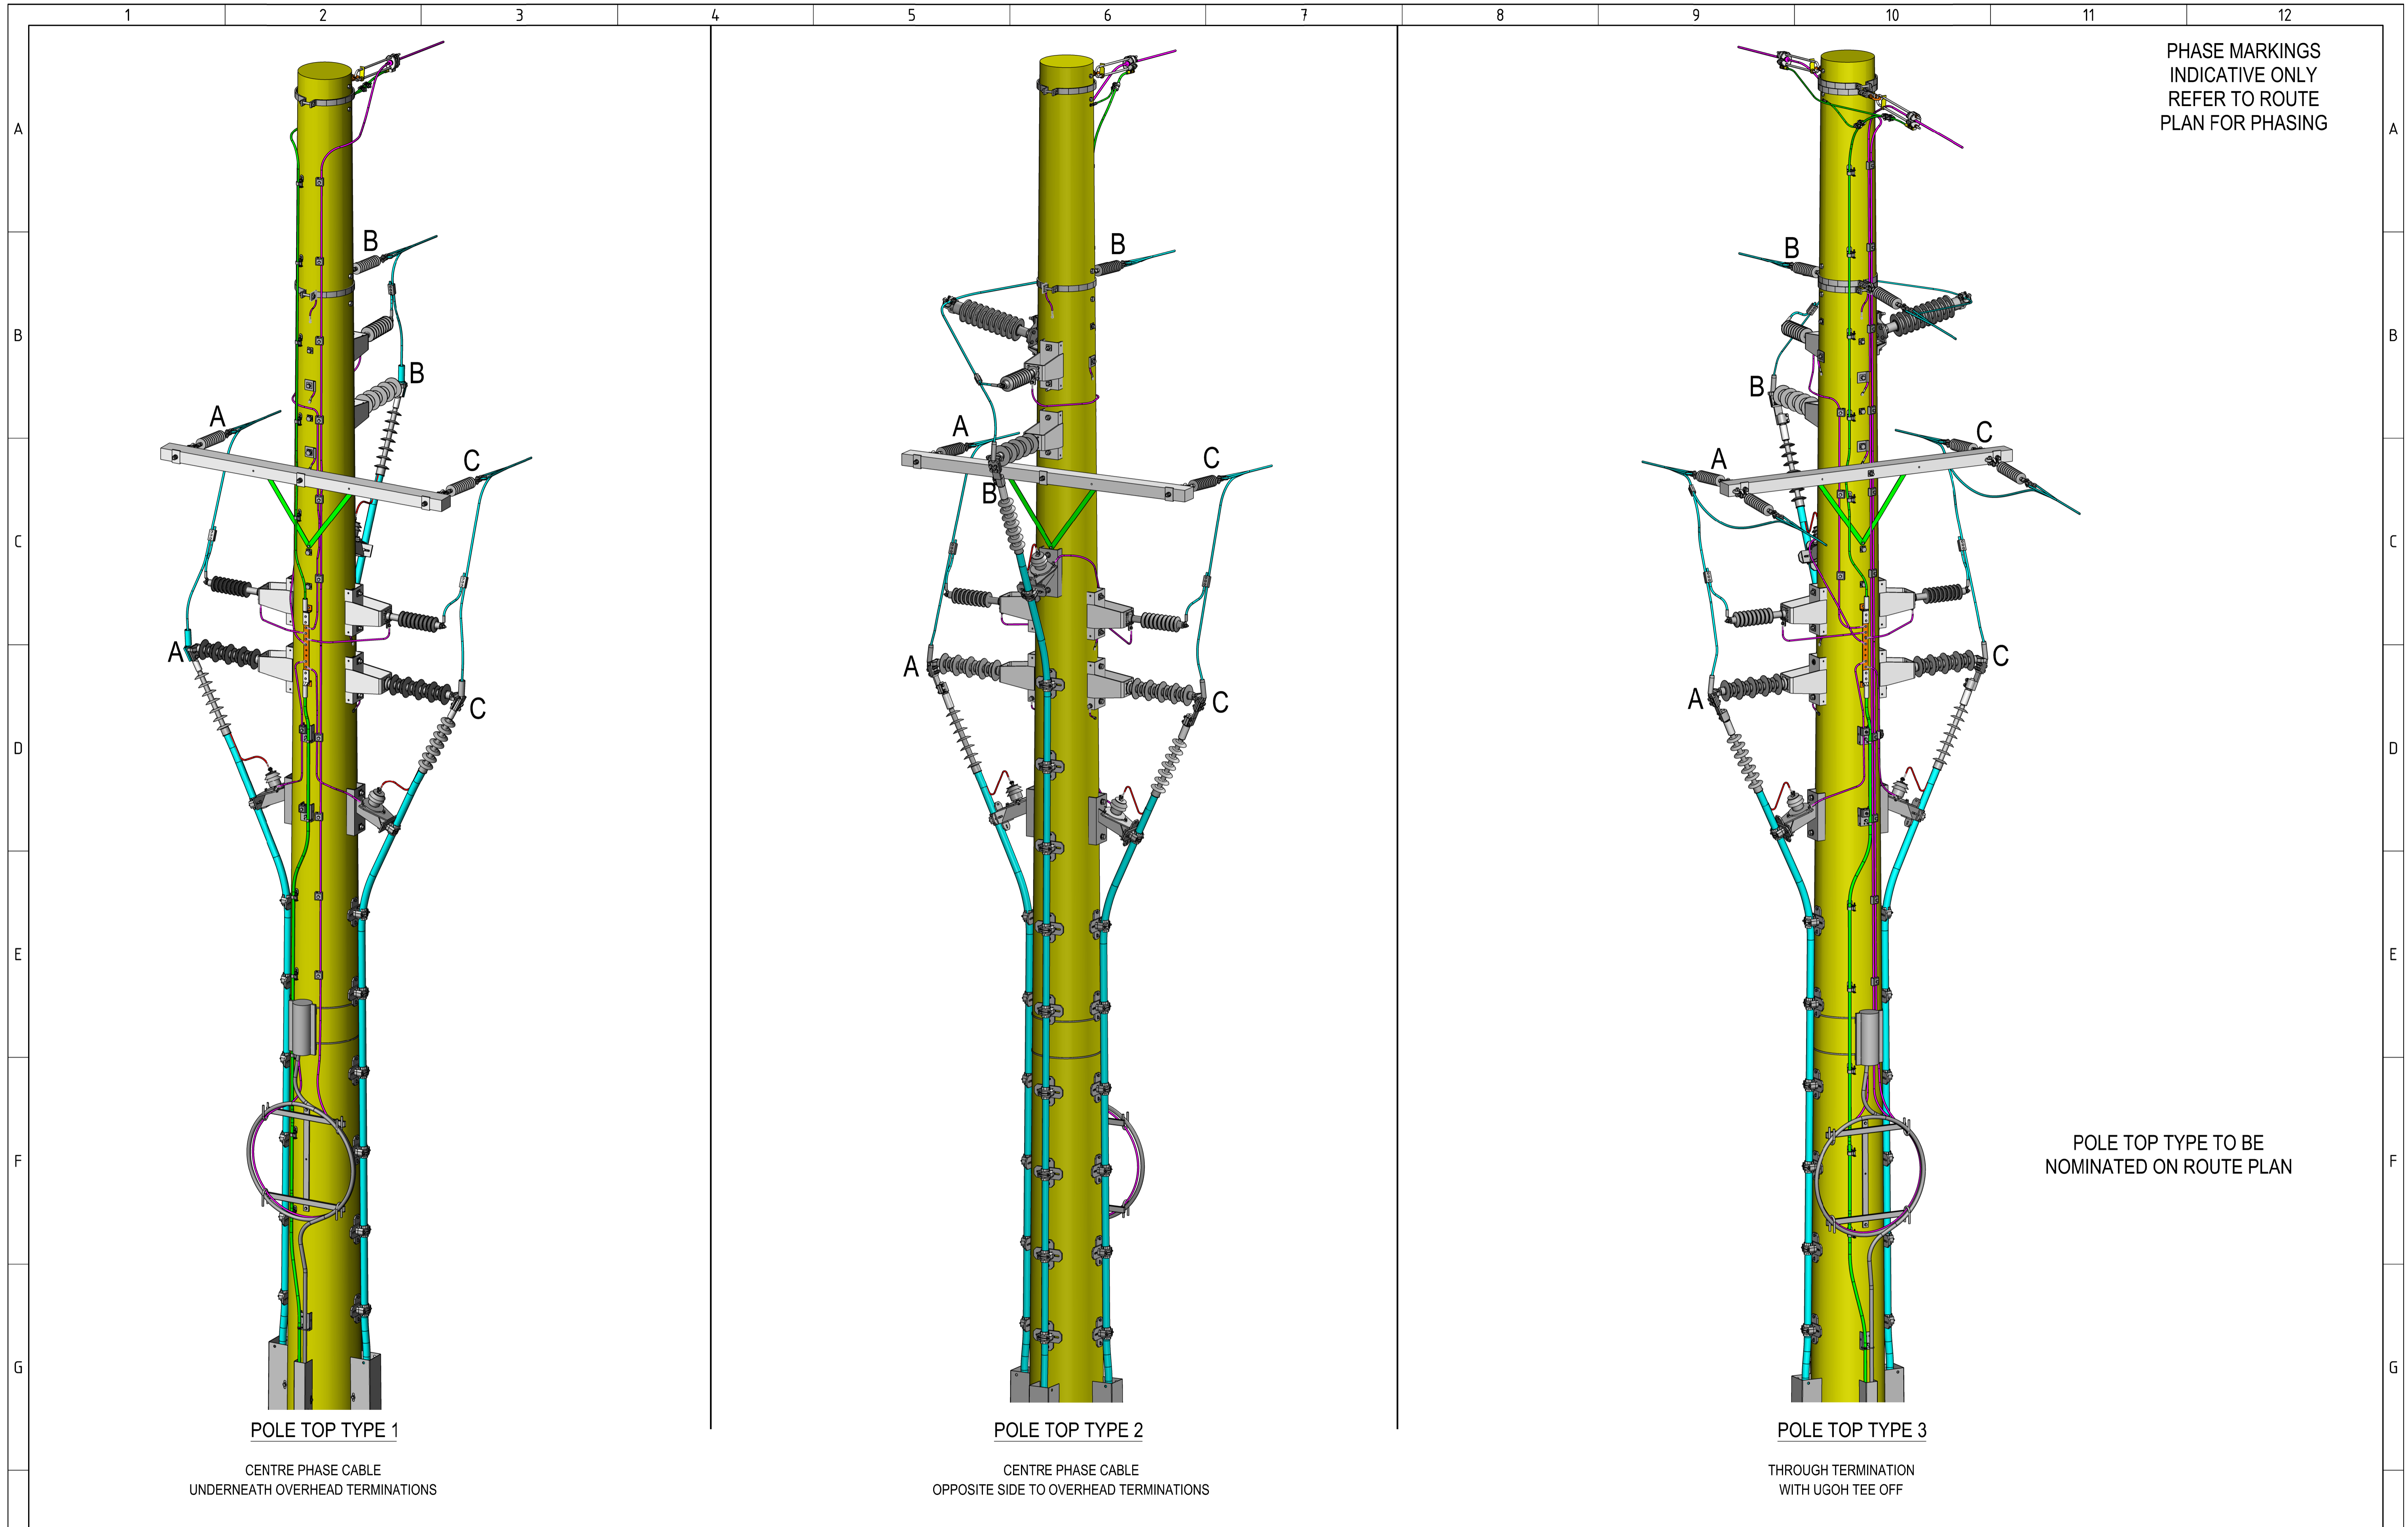 1 2 3 4 5 6 7 8 9 10 11 12
PHASE MARKINGS
INDICATIVE ONLY
REFER TO ROUTE
PLAN FOR PHASING
A A
B B B
B B
B
B
B
A C
A C
A C
B
C C
A C
A C
A C
D D
E E
POLE TOP TYPE TO BE
NOMINATED ON ROUTE PLAN
F F
G G
POLE TOP TYPE 1
CENTRE PHASE CABLE
UNDERNEATH OVERHEAD TERMINATIONS
POLE TOP TYPE 2
CENTRE PHASE CABLE
OPPOSITE SIDE TO OVERHEAD TERMINATIONS
POLE TOP TYPE 3
THROUGH TERMINATION
WITH UGOH TEE OFF